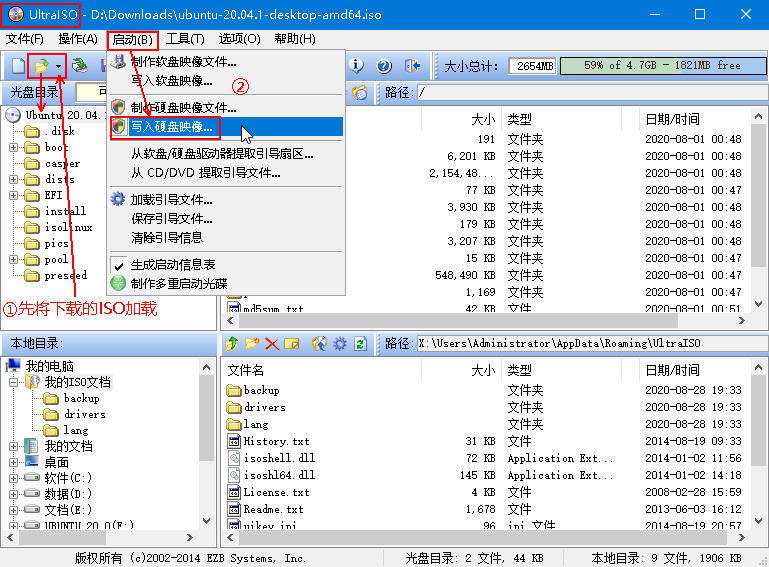 UltraISO - D:\Downloads\ubuntu-20.04.1-desktop-amd64.iso
文件(F) 操作(A) 启动(B) 工具(T) 选项(O) 帮助(H)
大小总计: 2654MB 59% of 4.7GB - 1821MB free
光盘目录: 可 路径: /
制作软盘映像文件...
写入软盘映像...
②
制作硬盘映像文件...
写入硬盘映像...
从软盘/硬盘驱动器提取引导扇区...
从 CD/DVD 提取引导文件...
加载引导文件...
保存引导文件...
清除引导信息
生成启动信息表
制作多重启动光碟
Ubuntu 20.04.
.disk
boot
casper
dists
EFI
install
isolinux
pics
pool
preseed
①先将下载的ISO加载
大小 类型 日期/时间
191 文件夹 2020-08-01 00:48
6,201 KB 文件夹 2020-08-01 00:48
2,154,48... 文件夹 2020-08-01 00:48
77 KB 文件夹 2020-08-01 00:47
3,930 KB 文件夹 2020-08-01 00:48
179 KB 文件夹 2020-08-01 00:47
3,207 KB 文件夹 2020-08-01 00:48
15 KB 文件夹 2020-08-01 00:47
548,490 KB 文件夹 2020-08-01 00:47
1,169 文件夹 2020-08-01 00:47
md5sum.txt 42 KB 文件 2020-08-01 00:51
本地目录: 路径: X:\Users\Administrator\AppData\Roaming\UltraISO
我的电脑
我的ISO文档
backup
drivers
lang
我的文档
桌面
软件(C:)
数据(D:)
文档(E:)
UBUNTU 20_0(F:)
文件名 大小 类型 日期/时间
backup 文件夹 2020-08-28 19:33
drivers 文件夹 2020-08-28 19:33
lang 文件夹 2020-08-28 19:33
History.txt 31 KB 文件 2014-08-19 09:33
isoshell.dll 72 KB Application Ext... 2014-01-02 11:56
isoshl64.dll 145 KB Application Ext... 2014-01-02 14:18
License.txt 4 KB 文件 2008-02-28 15:59
Readme.txt 1,678 文件 2013-06-03 16:12
uikey.ini 96 ini 文件 2014-08-19 20:57
版权所有 (c)2002-2014 EZB Systems, Inc. 光盘目录: 2 文件, 44 KB 本地目录: 9 文件, 1906 KB